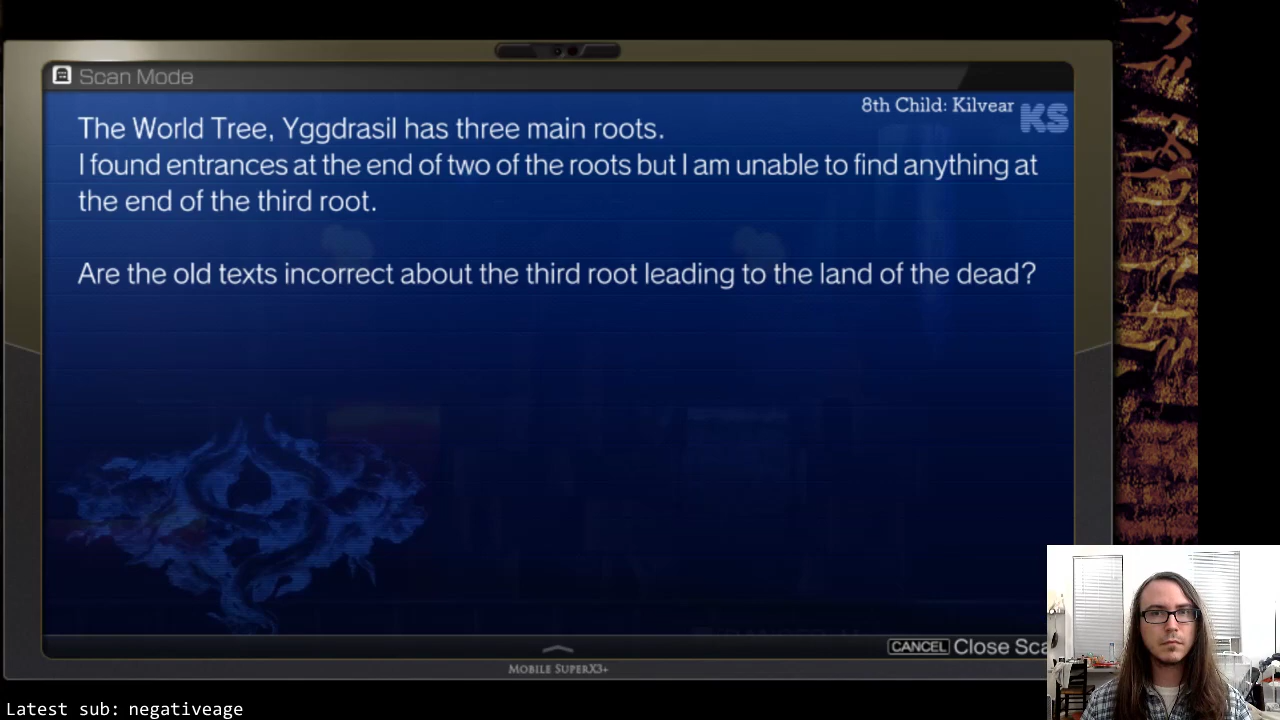 Scan Mode
8th Child: Kilvear
KS
The World Tree, Yggdrasil has three main roots.
I found entrances at the end of two of the roots but I am unable to find anything at
the end of the third root.
Are the old texts incorrect about the third root leading to the land of the dead?
CANCEL Close Sca
MOBILE SUPERX3+
Latest sub: negativeage